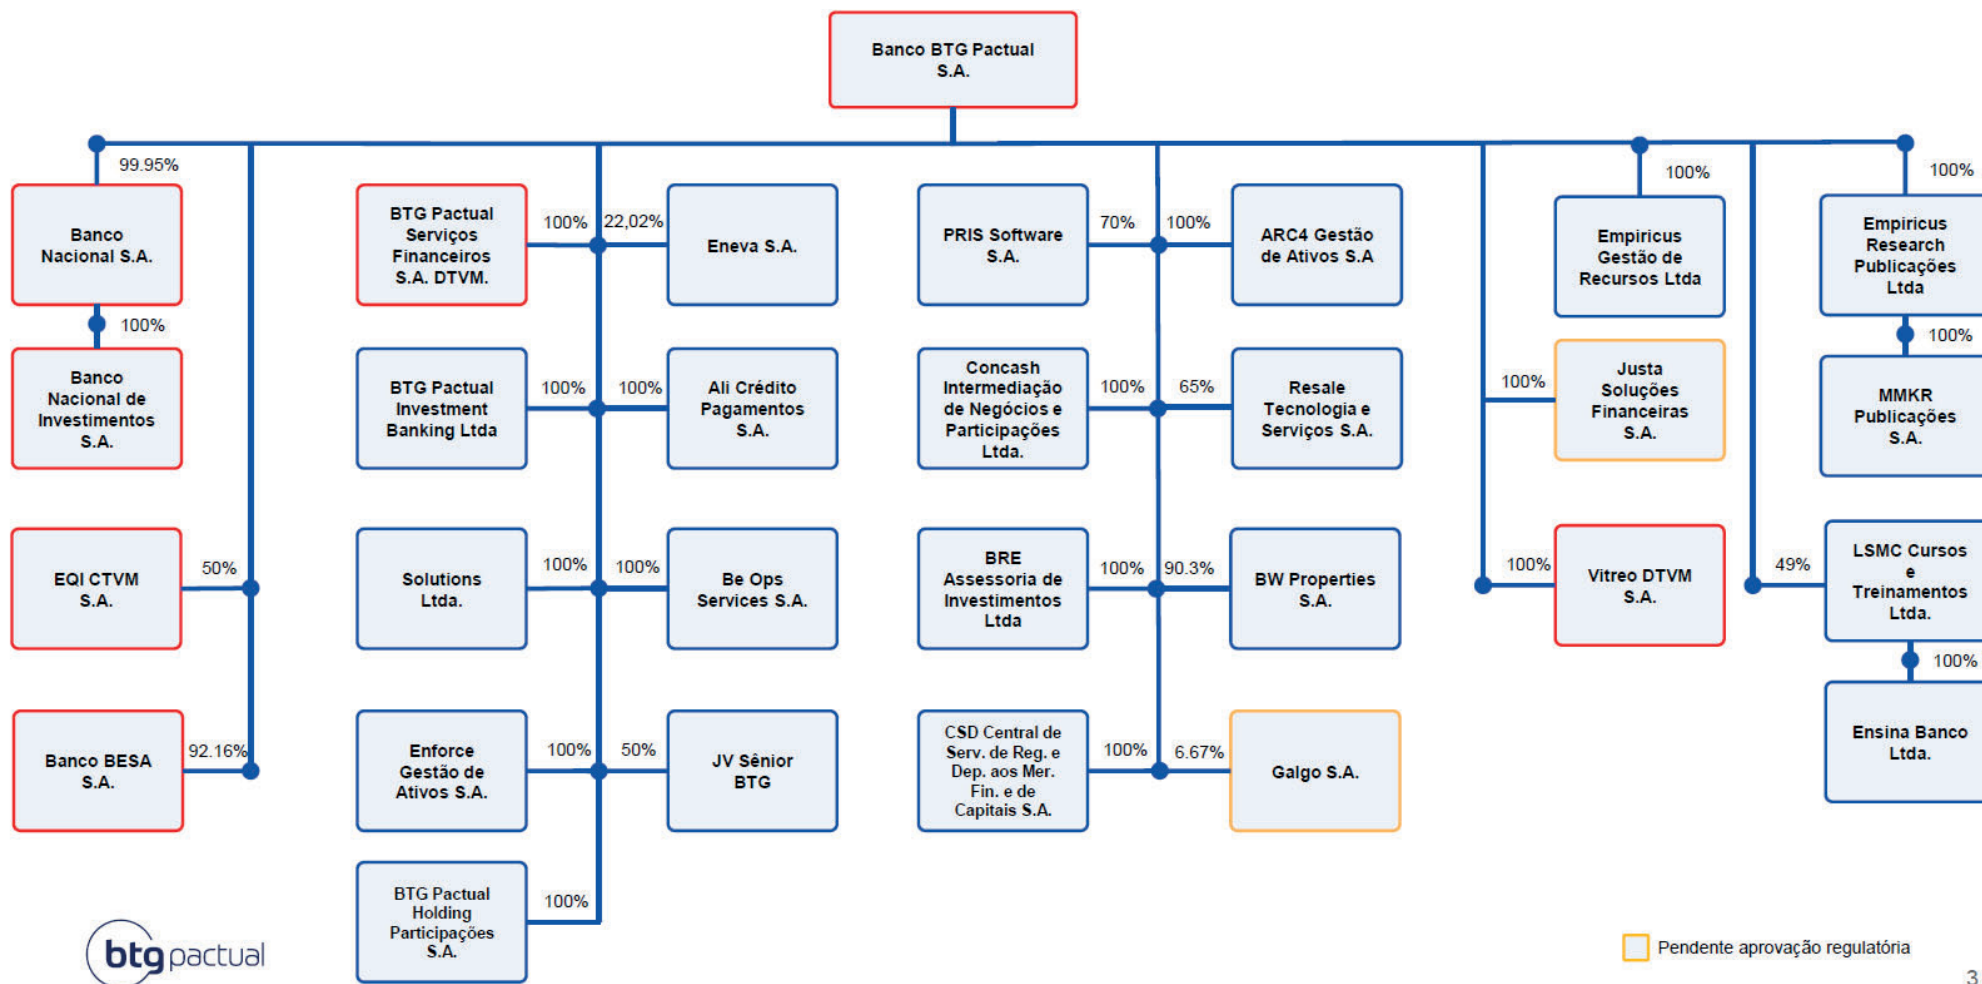 Banco BTG Pactual
S.A.
99.95%
Banco
Nacional S.A.
100%
Banco
Nacional de
Investimentos
S.A.
EQI CTVM
S.A.
50%
Banco BESA
S.A.
92.16%
BTG Pactual
Serviços
Financeiros
S.A. DTVM.
100%
22,02%
Eneva S.A.
BTG Pactual
Investment
Banking Ltda
100%
100%
Ali Crédito
Pagamentos
S.A.
Solutions
Ltda.
100%
100%
Be Ops
Services S.A.
Enforce
Gestão de
Ativos S.A.
100%
50%
JV Sênior
BTG
BTG Pactual
Holding
Participações
S.A.
100%
PRIS Software
S.A.
70%
100%
ARC4 Gestão
de Ativos S.A
Concash
Intermediação
de Negócios e
Participações
Ltda.
100%
65%
Resale
Tecnologia e
Serviços S.A.
BRE
Assessoria de
Investimentos
Ltda
100%
90.3%
BW Properties
S.A.
CSD Central de
Serv. de Reg. e
Dep. aos Mer.
Fin. e de
Capitais S.A.
100%
6.67%
Galgo S.A.
100%
Empiricus
Gestão de
Recursos Ltda
100%
Justa
Soluções
Financeiras
S.A.
100%
Vitreo DTVM
S.A.
100%
Empiricus
Research
Publicações
Ltda
100%
MMKR
Publicações
S.A.
49%
LSMC Cursos
e
Treinamentos
Ltda.
100%
Ensina Banco
Ltda.
btgpactual
Pendente aprovação regulatória
3